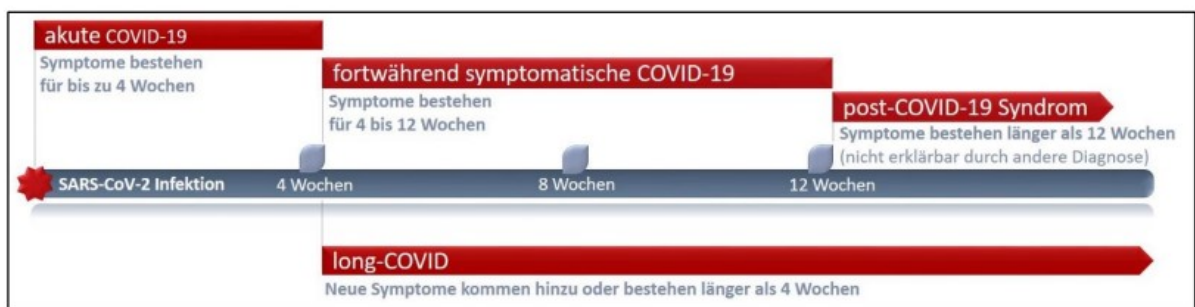 akute COVID-19
Symptome bestehen
für bis zu 4 Wochen
fortwährend symptomatische COVID-19
Symptome bestehen
für 4 bis 12 Wochen
post-COVID-19 Syndrom
Symptome bestehen länger als 12 Wochen
(nicht erklärbar durch andere Diagnose)
SARS-CoV-2 Infektion
4 Wochen
8 Wochen
12 Wochen
long-COVID
Neue Symptome kommen hinzu oder bestehen länger als 4 Wochen